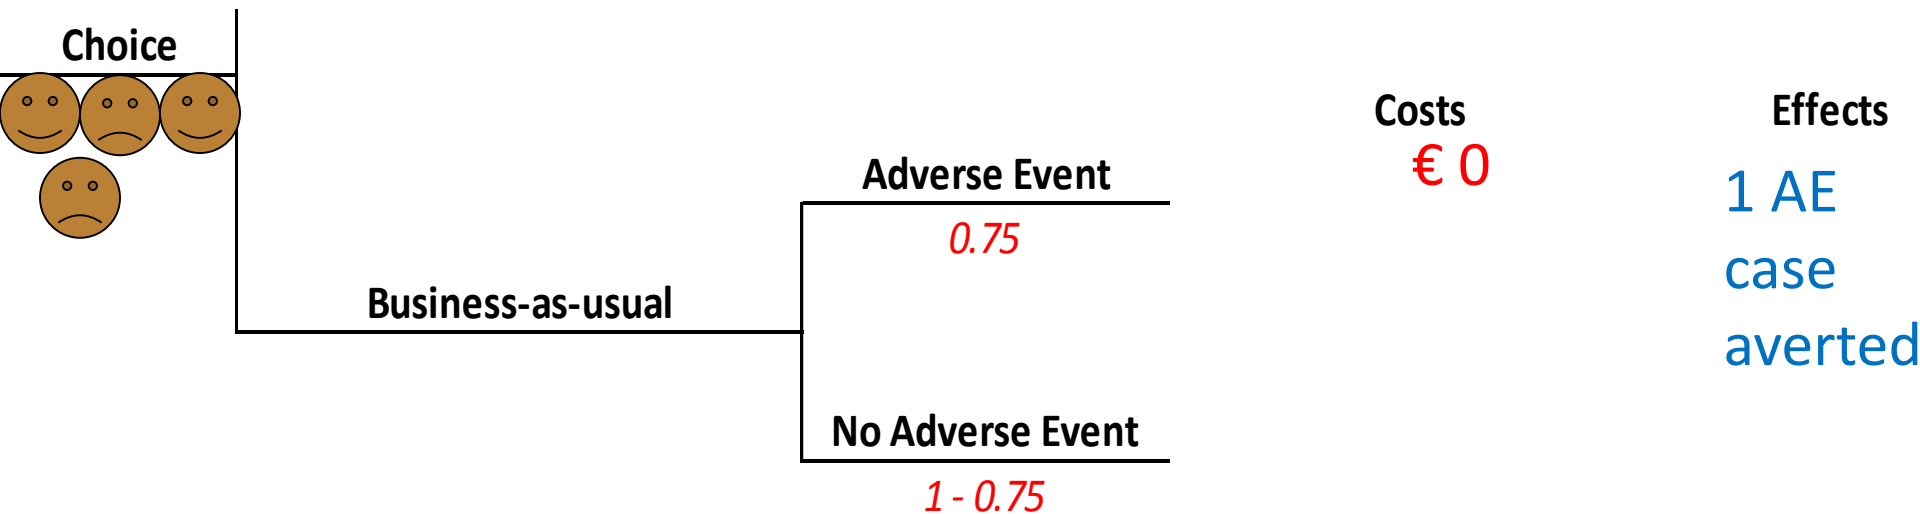 Choice
Costs
Effects
€ 0
Adverse Event
1 AE
case
averted
0.75
Business-as-usual
No Adverse Event
1 - 0.75